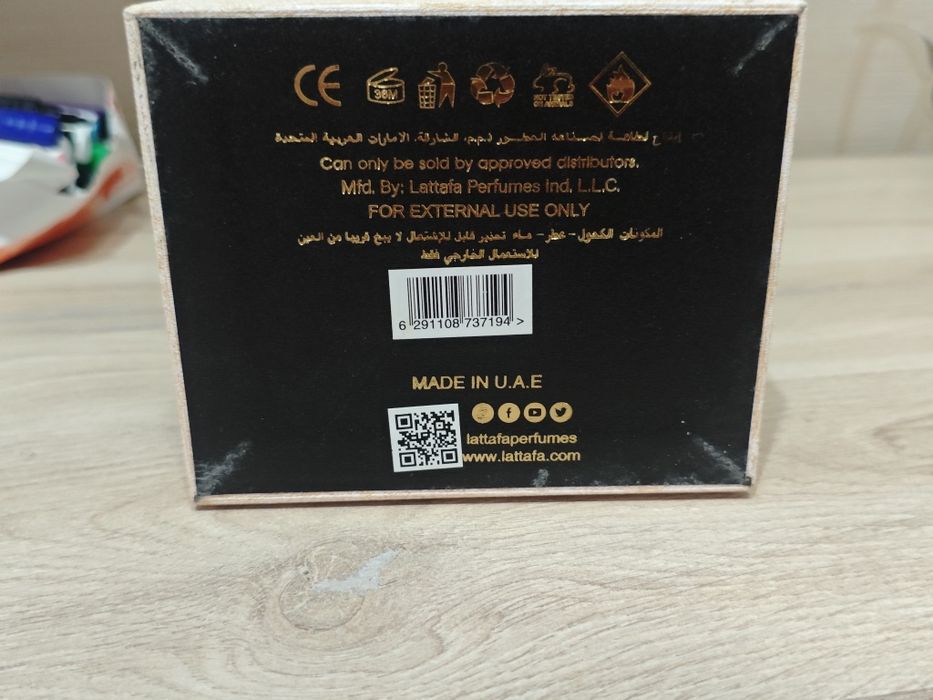 CE
36M
NOT TESTED
ON ANIMALS
إنتاج لطافة لصناعة العطور ذ.م.م. الشارقة. الامارات العربية المتحدة
Can only be sold by approved distributors.
Mfd. By: Lattafa Perfumes Ind. L.L.C.
FOR EXTERNAL USE ONLY
المكونات الكحول - عطر - ماء تحذير قابل للإشتعال لا يبخ قريبا من العين
للاستعمال الخارجي فقط
6 291108 737194 >
MADE IN U.A.E
lattafaperfumes
www.lattafa.com